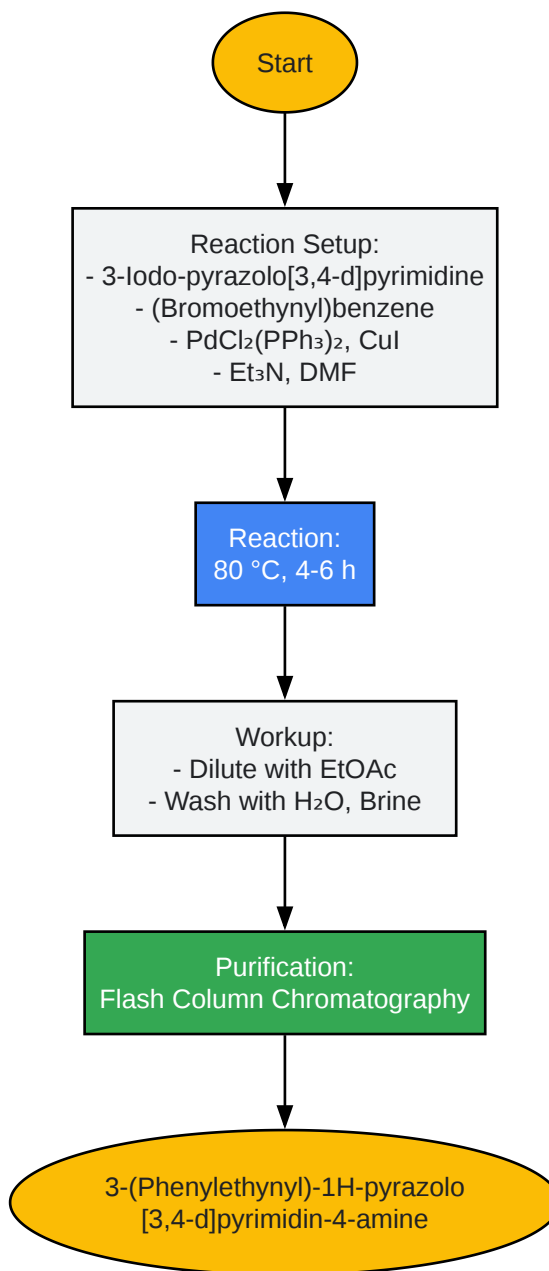 Start
Reaction Setup:
- 3-Iodo-pyrazolo[3,4-d]pyrimidine
- (Bromoethynyl)benzene
- PdCl₂(PPh₃)₂, CuI
- Et₃N, DMF
Reaction:
80 °C, 4-6 h
Workup:
- Dilute with EtOAc
- Wash with H₂O, Brine
Purification:
Flash Column Chromatography
3-(Phenylethynyl)-1H-pyrazolo
[3,4-d]pyrimidin-4-amine